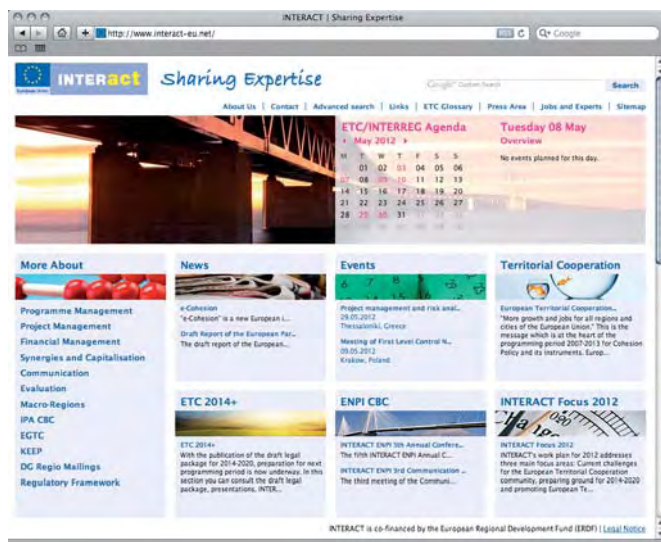 INTERACT | Sharing Expertise
http://www.interact-eu.net/
RSS
Q+ Google
European Union
INTERact
Sharing Expertise
Google™ Custom Search
Search
About Us | Contact | Advanced search | Links | ETC Glossary | Press Area | Jobs and Experts | Sitemap
ETC/INTERREG Agenda
May 2012
M T W T F S S
01 02 03 04 05 06
07 08 09 10 11 12 13
14 15 16 17 18 19 20
21 22 23 24 25 26 27
28 29 30 31
Tuesday 08 May
Overview
No events planned for this day.
More About
Programme Management
Project Management
Financial Management
Synergies and Capitalisation
Communication
Evaluation
Macro-Regions
IPA CBC
EGTC
KEEP
DG Regio Mailings
Regulatory Framework
News
e-Cohesion
"e-Cohesion" is a new European i...
Draft Report of the European Par...
The draft report of the European...
Events
6 7 8
Project management and risk anal...
29.05.2012
Thessaloniki, Greece
Meeting of First Level Control N...
09.05.2012
Krakow, Poland
Territorial Cooperation
European Territorial Cooperation...
"More growth and jobs for all regions and
cities of the European Union." This is the
message which is at the heart of the
programming period 2007-2013 for Cohesion
Policy and its instruments. Europ...
ETC 2014+
ETC 2014+
With the publication of the draft legal
package for 2014-2020, preparation for next
programming period is now underway. In this
section you can consult the draft legal
package, presentations, INTER...
ENPI CBC
INTERACT ENPI 5th Annual Confere...
The fifth INTERACT ENPI Annual C...
INTERACT ENPI 3rd Communication ...
The third meeting of the Communi...
INTERACT Focus 2012
INTERACT Focus 2012
INTERACT's work plan for 2012 addresses
three main focus areas: Current challenges
for the European Territorial Cooperation
community, preparing ground for 2014-2020
and promoting European Te...
INTERACT is co-financed by the European Regional Development Fund (ERDF) | Legal Notice